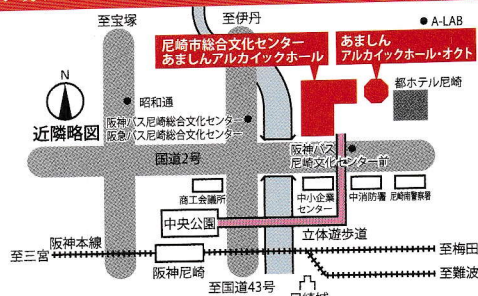 至宝塚
至伊丹
A-LAB
尼崎市総合文化センター
あましんアルカイックホール
あましん
アルカイックホール・オクト
都ホテル尼崎
N
近隣略図
昭和通
阪神バス尼崎総合文化センター
阪急バス尼崎総合文化センター
阪神バス
尼崎文化センター前
国道2号
商工会議所
中小企業
センター
中消防署
尼崎南警察署
中央公園
立体遊歩道
至三宮
阪神本線
阪神尼崎
至梅田
至難波
至国道43号
尼崎城